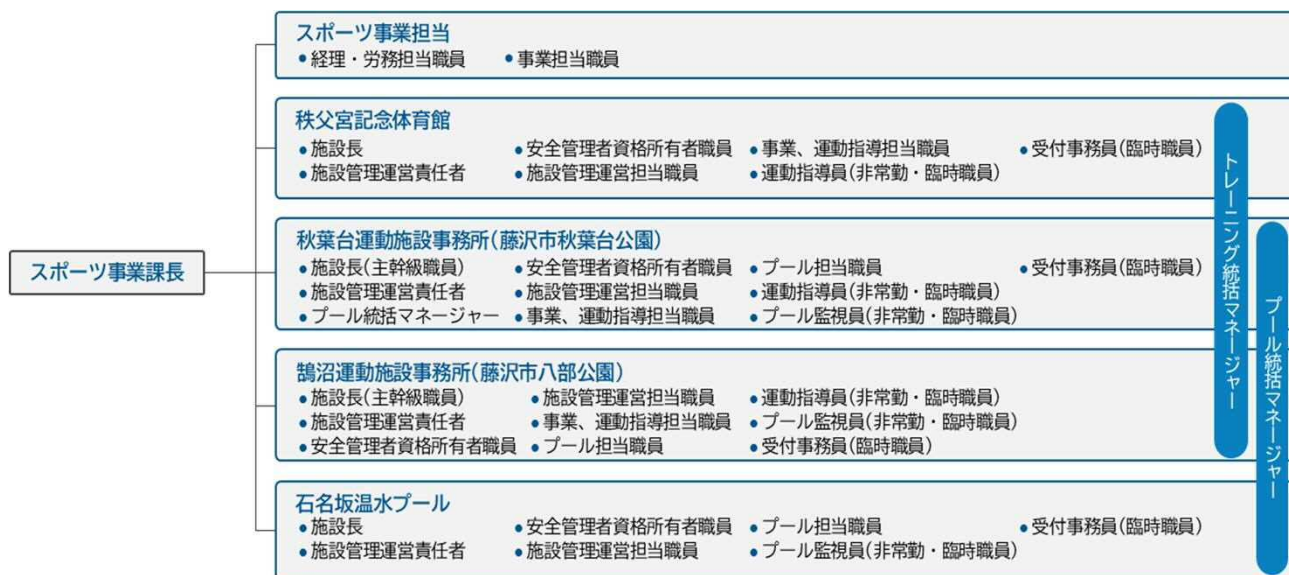 スポーツ事業課長
スポーツ事業担当
●経理・労務担当職員 ●事業担当職員
秩父宮記念体育館
●施設長 ●安全管理者資格所有者職員 ●事業、運動指導担当職員 ●受付事務員(臨時職員)
●施設管理運営責任者 ●施設管理運営担当職員 ●運動指導員(非常勤・臨時職員)
秋葉台運動施設事務所(藤沢市秋葉台公園)
●施設長(主幹級職員) ●安全管理者資格所有者職員 ●プール担当職員 ●受付事務員(臨時職員)
●施設管理運営責任者 ●施設管理運営担当職員 ●運動指導員(非常勤・臨時職員)
●プール統括マネージャー ●事業、運動指導担当職員 ●プール監視員(非常勤・臨時職員)
鵠沼運動施設事務所(藤沢市八部公園)
●施設長(主幹級職員) ●施設管理運営担当職員 ●運動指導員(非常勤・臨時職員)
●施設管理運営責任者 ●事業、運動指導担当職員 ●プール監視員(非常勤・臨時職員)
●安全管理者資格所有者職員 ●プール担当職員 ●受付事務員(臨時職員)
石名坂温水プール
●施設長 ●安全管理者資格所有者職員 ●プール担当職員 ●受付事務員(臨時職員)
●施設管理運営責任者 ●施設管理運営担当職員 ●プール監視員(非常勤・臨時職員)
トレーニング統括マネージャー
プール統括マネージャー